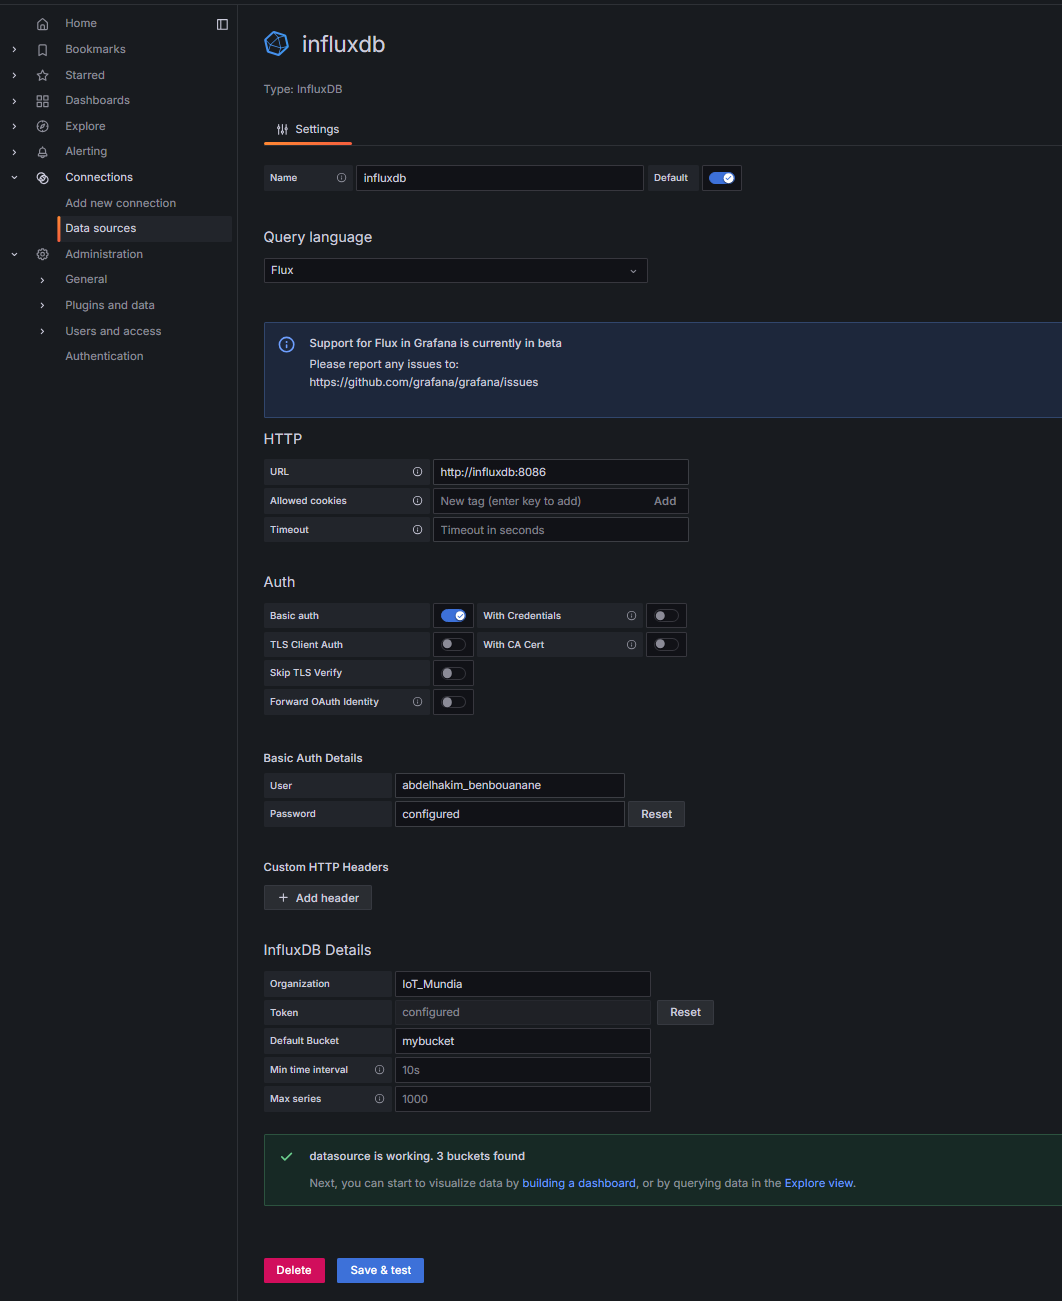 Home
Bookmarks
Starred
Dashboards
Explore
Alerting
Connections
Add new connection
Data sources
Administration
General
Plugins and data
Users and access
Authentication
influxdb
Type: InfluxDB
Settings
Name influxdb Default
Query language
Flux
Support for Flux in Grafana is currently in beta
Please report any issues to:
https://github.com/grafana/grafana/issues
HTTP
URL http://influxdb:8086
Allowed cookies New tag (enter key to add) Add
Timeout Timeout in seconds
Auth
Basic auth With Credentials
TLS Client Auth With CA Cert
Skip TLS Verify
Forward OAuth Identity
Basic Auth Details
User abdelhakim_benbouanane
Password configured Reset
Custom HTTP Headers
Add header
InfluxDB Details
Organization IoT_Mundia
Token configured Reset
Default Bucket mybucket
Min time interval 10s
Max series 1000
datasource is working. 3 buckets found
Next, you can start to visualize data by building a dashboard, or by querying data in the Explore view.
Delete Save & test